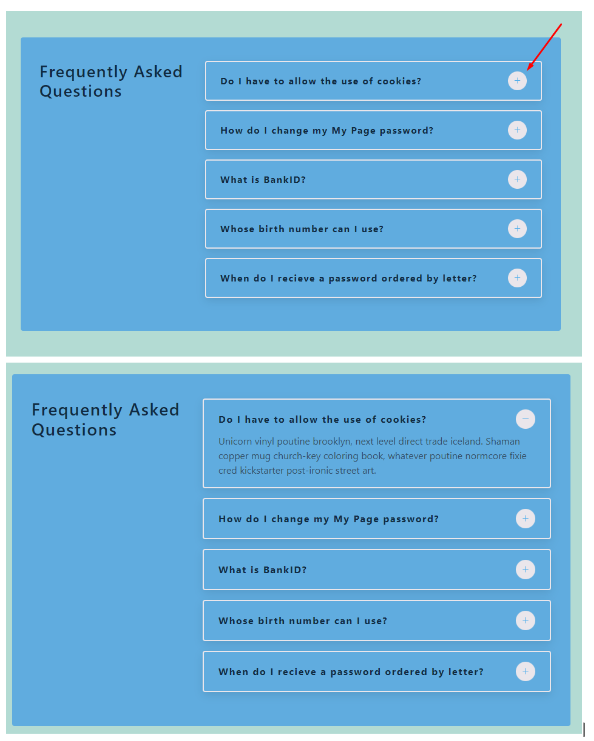 Frequently Asked
Questions
Do I have to allow the use of cookies?
How do I change my My Page password?
What is BankID?
Whose birth number can I use?
When do I recieve a password ordered by letter?
Frequently Asked
Questions
Do I have to allow the use of cookies?
Unicorn vinyl poutine brooklyn, next level direct trade iceland. Shaman
copper mug church-key coloring book, whatever poutine normcore fixie
cred kickstarter post-ironic street art.
How do I change my My Page password?
What is BankID?
Whose birth number can I use?
When do I recieve a password ordered by letter?